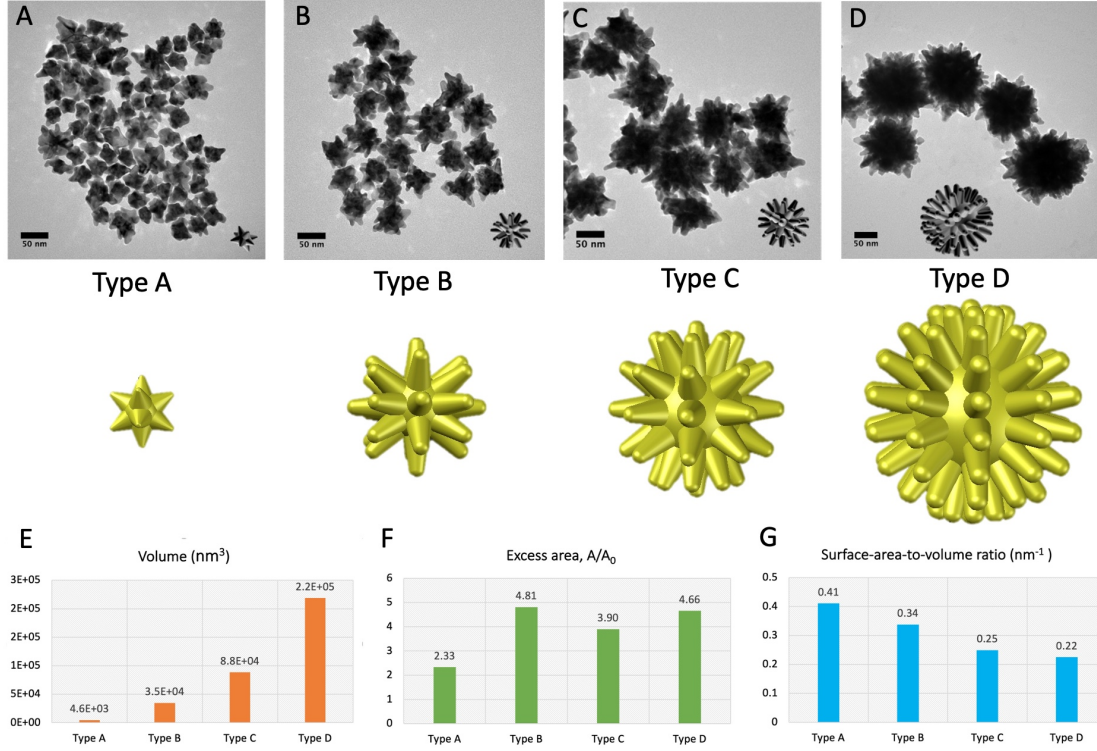 A
B
C
D
50 nm
50 nm
50 nm
50 nm
Type A
Type B
Type C
Type D
E
Volume (nm³)
3E+05
2E+05
2E+05
1E+05
5E+04
0E+00
4.6E+03
3.5E+04
8.8E+04
2.2E+05
Type A
Type B
Type C
Type D
F
Excess area, A/A₀
6
5
4
3
2
1
0
2.33
4.81
3.90
4.66
Type A
Type B
Type C
Type D
G
Surface-area-to-volume ratio (nm⁻¹ )
0.5
0.4
0.3
0.2
0.1
0
0.41
0.34
0.25
0.22
Type A
Type B
Type C
Type D